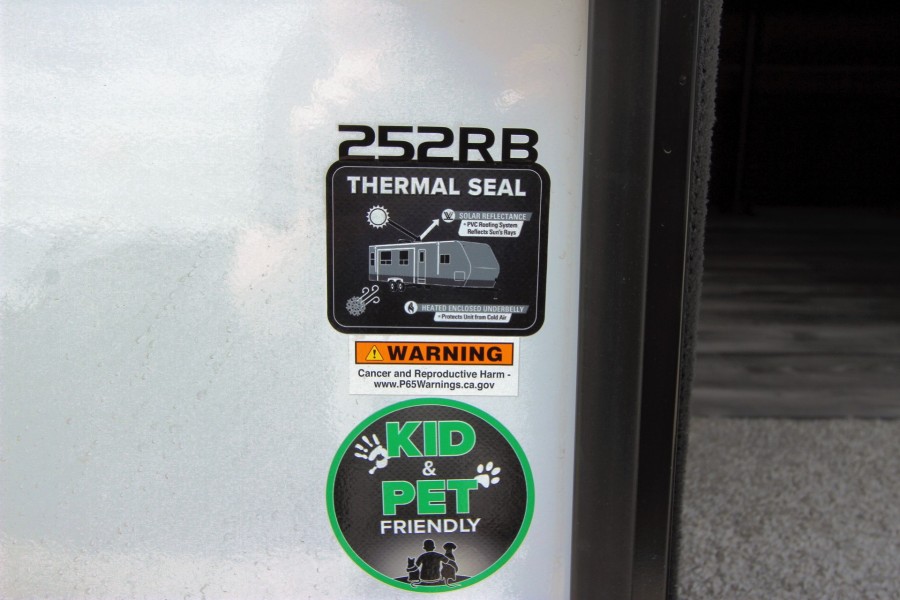 252RB
THERMAL SEAL
SOLAR REFLECTANCE
• PVC Roofing System
Reflects Sun's Rays
HEATED ENCLOSED UNDERBELLY
• Protects Unit from Cold Air
WARNING
Cancer and Reproductive Harm -
www.P65Warnings.ca.gov
KID
&
PET
FRIENDLY